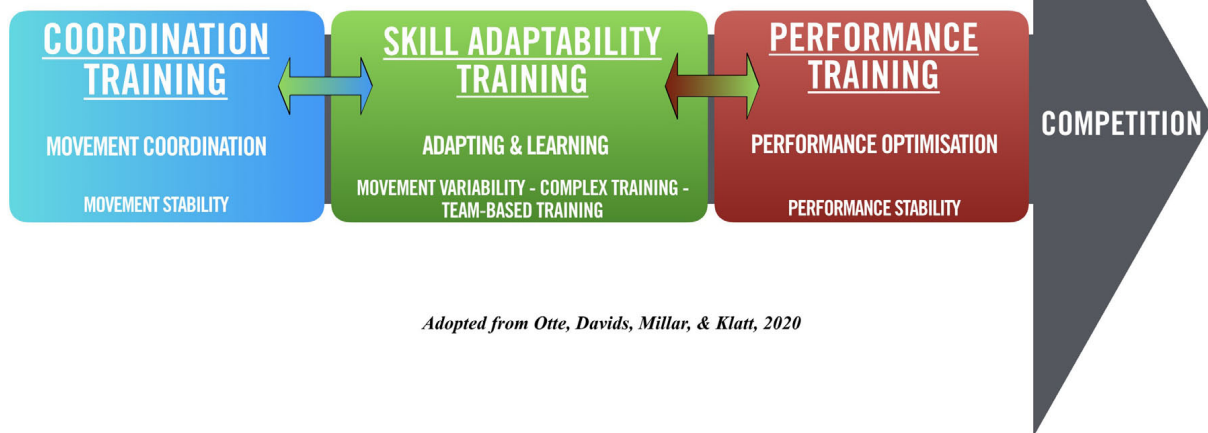 COORDINATION
TRAINING
MOVEMENT COORDINATION
MOVEMENT STABILITY
SKILL ADAPTABILITY
TRAINING
ADAPTING & LEARNING
MOVEMENT VARIABILITY - COMPLEX TRAINING -
TEAM-BASED TRAINING
PERFORMANCE
TRAINING
PERFORMANCE OPTIMISATION
PERFORMANCE STABILITY
COMPETITION
Adopted from Otte, Davids, Millar, & Klatt, 2020